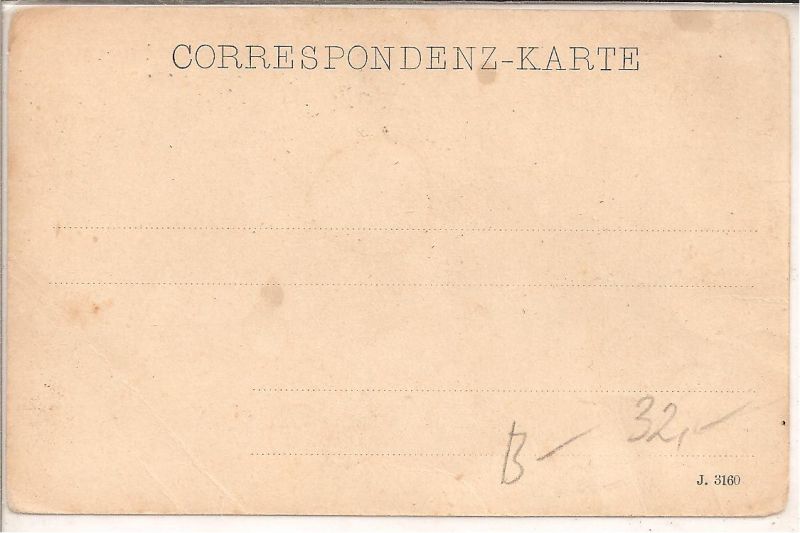 CORRESPONDENZ-KARTE
32,-
B-
J. 3160